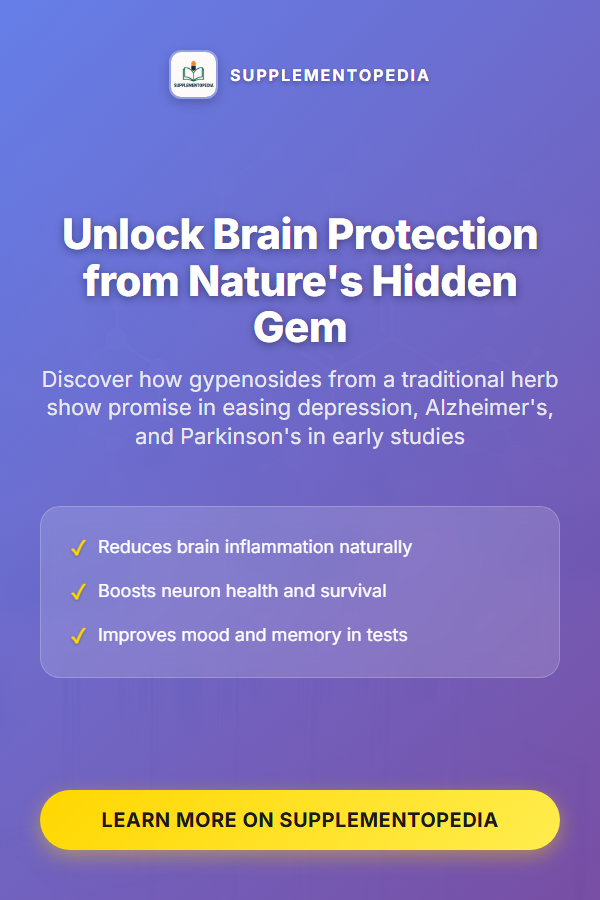 SUPPLEMENTOPEDIA
SUPPLEMENTOPEDIA
Unlock Brain Protection
from Nature's Hidden
Gem
Discover how gypenosides from a traditional herb
show promise in easing depression, Alzheimer's,
and Parkinson's in early studies
✓ Reduces brain inflammation naturally
✓ Boosts neuron health and survival
✓ Improves mood and memory in tests
LEARN MORE ON SUPPLEMENTOPEDIA